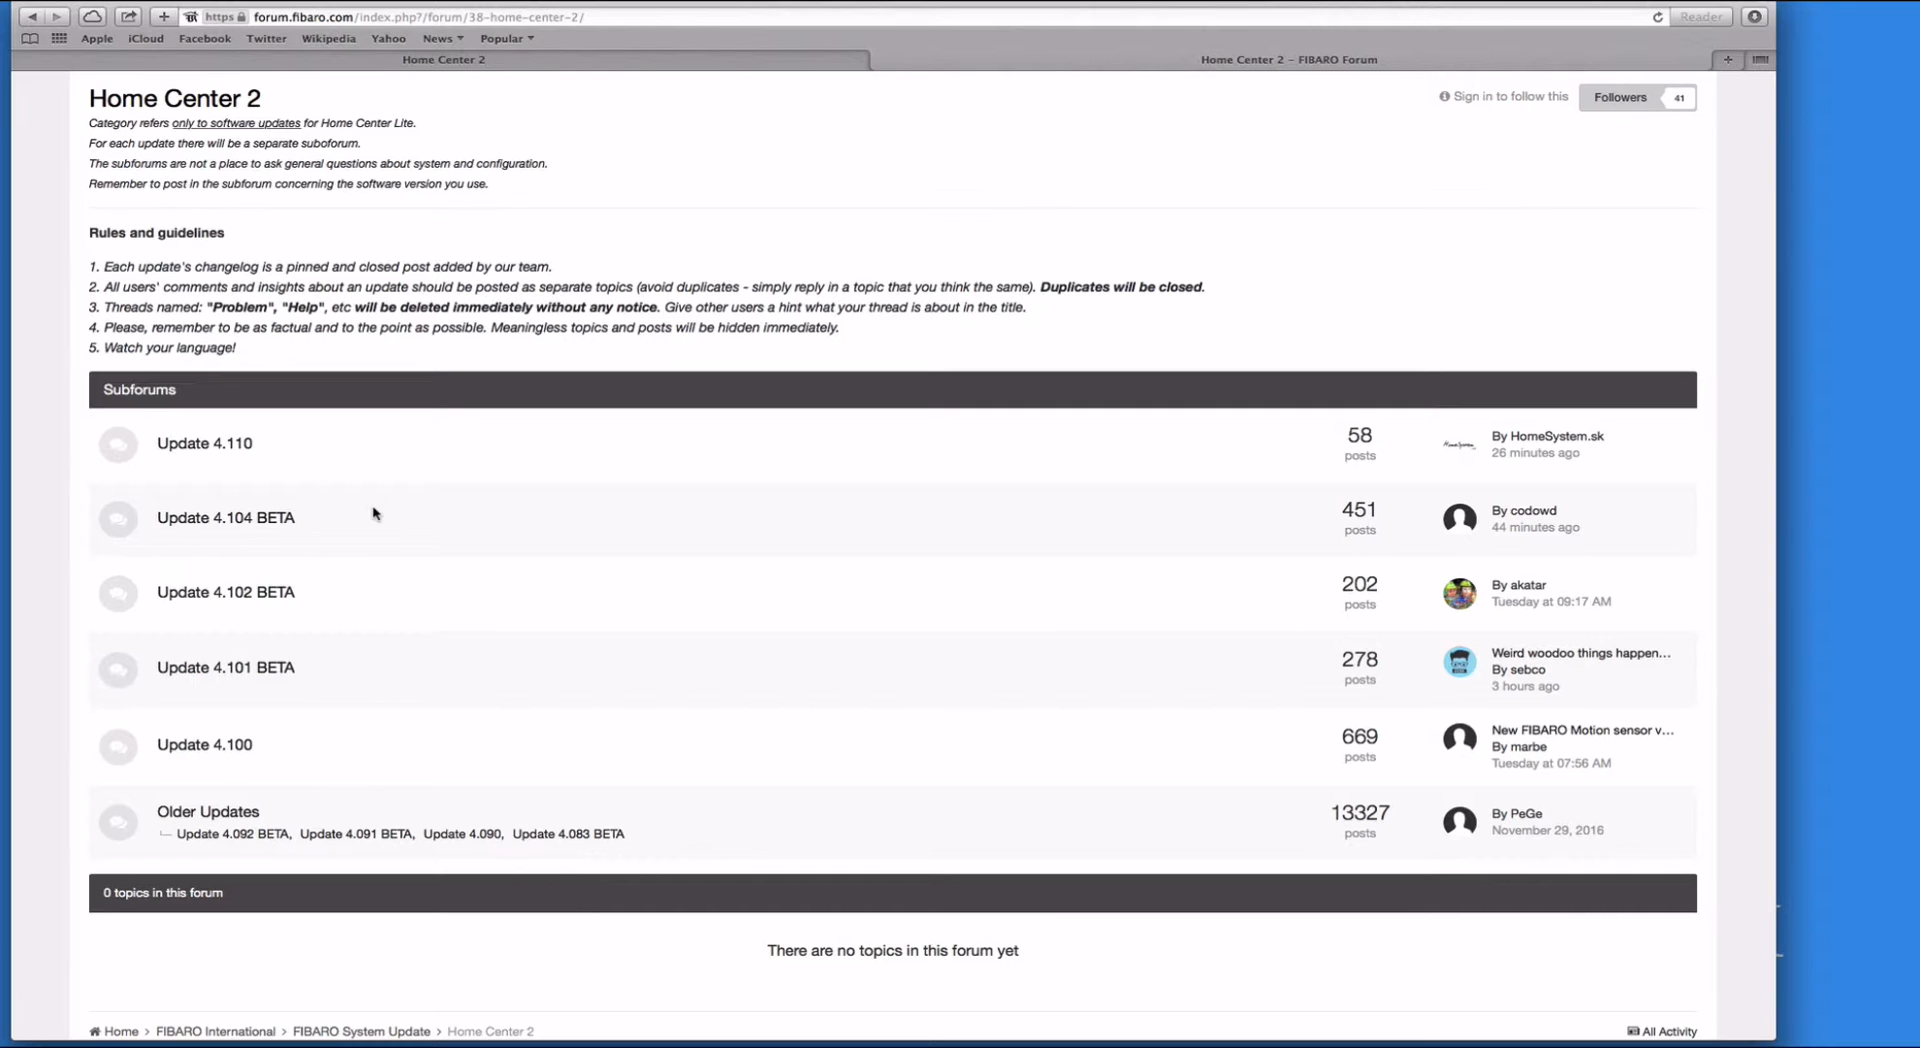 https forum.fibaro.com/index.php?/forum/38-home-center-2/ Reader
Apple iCloud Facebook Twitter Wikipedia Yahoo News Popular
Home Center 2 Home Center 2 – FIBARO Forum
Home Center 2
Sign in to follow this Followers 41
Category refers only to software updates for Home Center Lite.
For each update there will be a separate suboforum.
The subforums are not a place to ask general questions about system and configuration.
Remember to post in the subforum concerning the software version you use.
Rules and guidelines
1. Each update's changelog is a pinned and closed post added by our team.
2. All users' comments and insights about an update should be posted as separate topics (avoid duplicates - simply reply in a topic that you think the same). Duplicates will be closed.
3. Threads named: "Problem", "Help", etc will be deleted immediately without any notice. Give other users a hint what your thread is about in the title.
4. Please, remember to be as factual and to the point as possible. Meaningless topics and posts will be hidden immediately.
5. Watch your language!
Subforums
Update 4.110
58
posts
By HomeSystem.sk
26 minutes ago
Update 4.104 BETA
451
posts
By codowd
44 minutes ago
Update 4.102 BETA
202
posts
By akatar
Tuesday at 09:17 AM
Update 4.101 BETA
278
posts
Weird woodoo things happen...
By sebco
3 hours ago
Update 4.100
669
posts
New FIBARO Motion sensor v...
By marbe
Tuesday at 07:56 AM
Older Updates
Update 4.092 BETA, Update 4.091 BETA, Update 4.090, Update 4.083 BETA
13327
posts
By PeGe
November 29, 2016
0 topics in this forum
There are no topics in this forum yet
Home > FIBARO International > FIBARO System Update > Home Center 2
All Activity